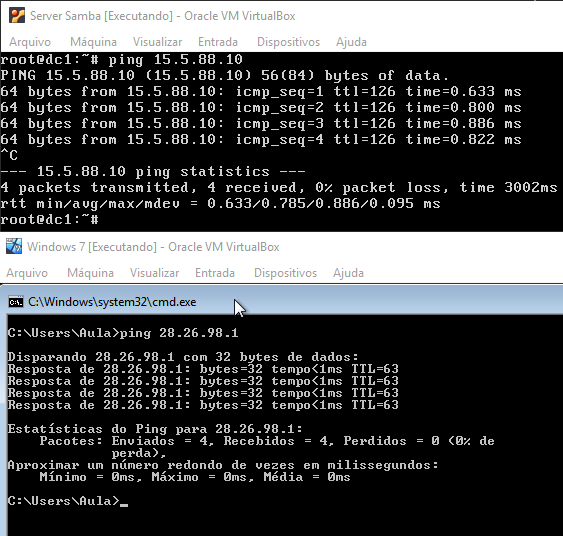 Server Samba [Executando] - Oracle VM VirtualBox
Arquivo Máquina Visualizar Entrada Dispositivos Ajuda
root@dc1:~# ping 15.5.88.10
PING 15.5.88.10 (15.5.88.10) 56(84) bytes of data.
64 bytes from 15.5.88.10: icmp_seq=1 ttl=126 time=0.633 ms
64 bytes from 15.5.88.10: icmp_seq=2 ttl=126 time=0.800 ms
64 bytes from 15.5.88.10: icmp_seq=3 ttl=126 time=0.886 ms
64 bytes from 15.5.88.10: icmp_seq=4 ttl=126 time=0.822 ms
^C
--- 15.5.88.10 ping statistics ---
4 packets transmitted, 4 received, 0% packet loss, time 3002ms
rtt min/avg/max/mdev = 0.633/0.785/0.886/0.095 ms
root@dc1:~#
Windows 7 [Executando] - Oracle VM VirtualBox
Arquivo Máquina Visualizar Entrada Dispositivos Ajuda
C:\Windows\system32\cmd.exe
C:\Users\Aula>ping 28.26.98.1
Disparando 28.26.98.1 com 32 bytes de dados:
Resposta de 28.26.98.1: bytes=32 tempo<1ms TTL=63
Resposta de 28.26.98.1: bytes=32 tempo<1ms TTL=63
Resposta de 28.26.98.1: bytes=32 tempo<1ms TTL=63
Resposta de 28.26.98.1: bytes=32 tempo<1ms TTL=63
Estatísticas do Ping para 28.26.98.1:
Pacotes: Enviados = 4, Recebidos = 4, Perdidos = 0 (0% de
perda),
Aproximar um número redondo de vezes em milissegundos:
Mínimo = 0ms, Máximo = 0ms, Média = 0ms
C:\Users\Aula>_